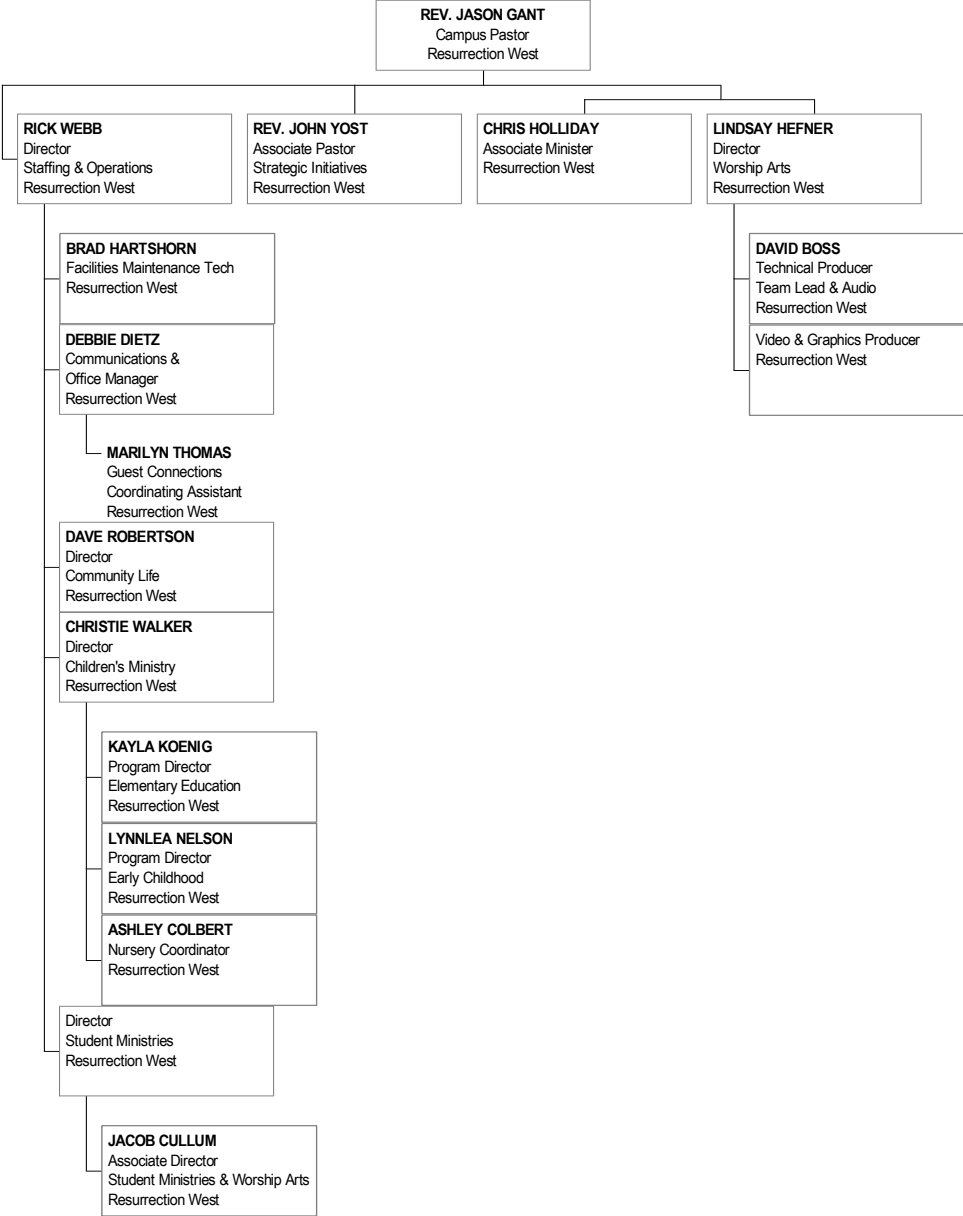 REV. JASON GANT
Campus Pastor
Resurrection West
RICK WEBB
Director
Staffing & Operations
Resurrection West
REV. JOHN YOST
Associate Pastor
Strategic Initiatives
Resurrection West
CHRIS HOLLIDAY
Associate Minister
Resurrection West
LINDSAY HEFNER
Director
Worship Arts
Resurrection West
BRAD HARTSHORN
Facilities Maintenance Tech
Resurrection West
DEBBIE DIETZ
Communications &
Office Manager
Resurrection West
MARILYN THOMAS
Guest Connections
Coordinating Assistant
Resurrection West
DAVE ROBERTSON
Director
Community Life
Resurrection West
CHRISTIE WALKER
Director
Children's Ministry
Resurrection West
KAYLA KOENIG
Program Director
Elementary Education
Resurrection West
LYNNLEA NELSON
Program Director
Early Childhood
Resurrection West
ASHLEY COLBERT
Nursery Coordinator
Resurrection West
Director
Student Ministries
Resurrection West
JACOB CULLUM
Associate Director
Student Ministries & Worship Arts
Resurrection West
DAVID BOSS
Technical Producer
Team Lead & Audio
Resurrection West
Video & Graphics Producer
Resurrection West